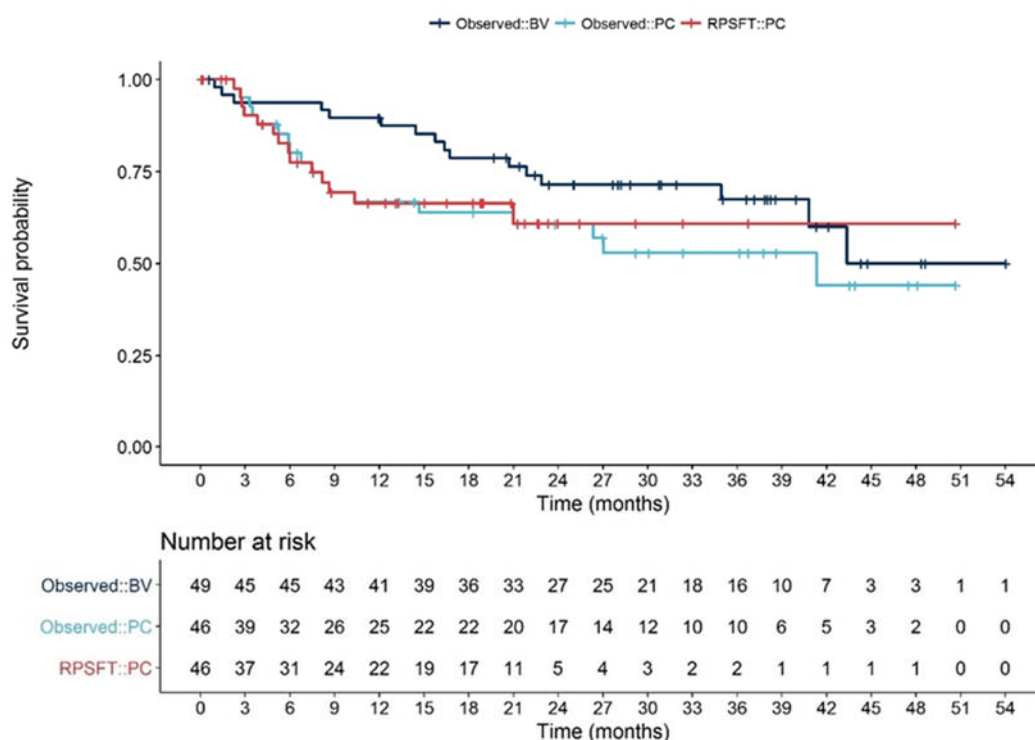 Observed::BV Observed::PC RPSFT::PC
1.00
0.75
0.50
0.25
0.00
Survival probability
0 3 6 9 12 15 18 21 24 27 30 33 36 39 42 45 48 51 54
Time (months)
Number at risk
Observed::BV 49 45 45 43 41 39 36 33 27 25 21 18 16 10 7 3 3 1 1
Observed::PC 46 39 32 26 25 22 22 20 17 14 12 10 10 6 5 3 2 0 0
RPSFT::PC 46 37 31 24 22 19 17 11 5 4 3 2 2 1 1 1 1 0 0
0 3 6 9 12 15 18 21 24 27 30 33 36 39 42 45 48 51 54
Time (months)